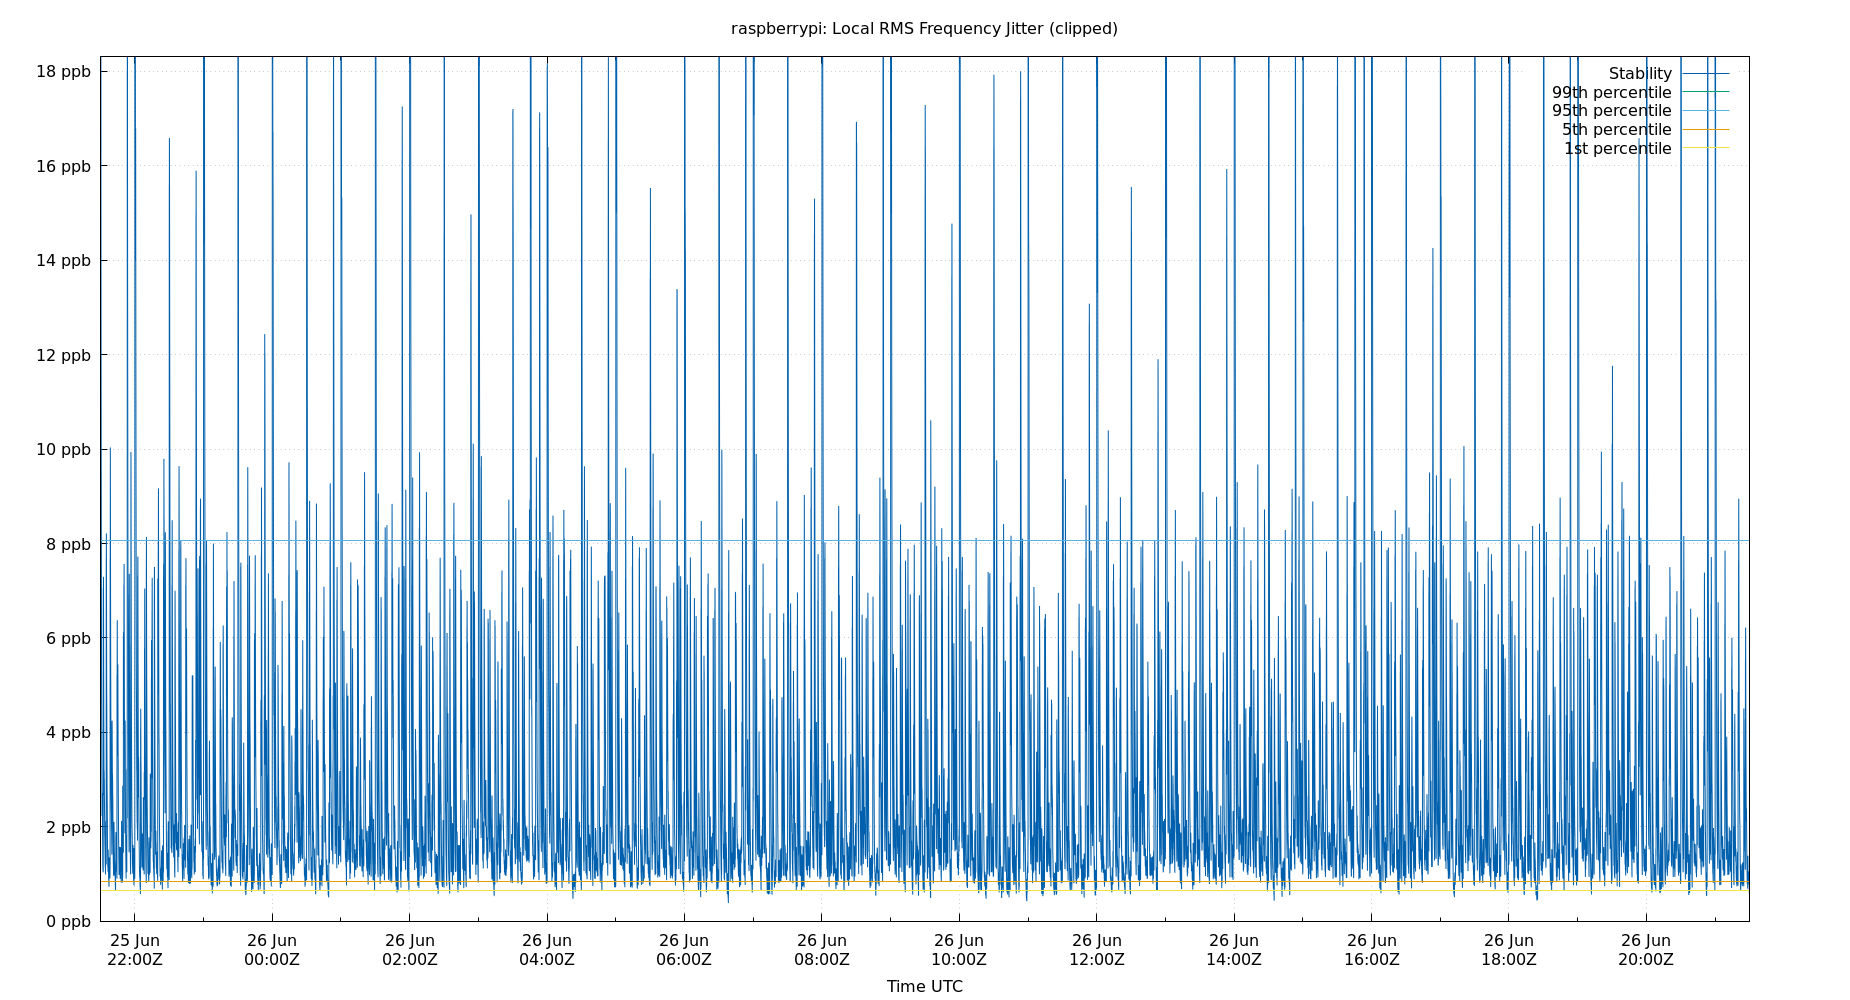 raspberrypi: Local RMS Frequency Jitter (clipped)
18 ppb
16 ppb
14 ppb
12 ppb
10 ppb
8 ppb
6 ppb
4 ppb
2 ppb
0 ppb
Stability
99th percentile
95th percentile
5th percentile
1st percentile
25 Jun 26 Jun 26 Jun 26 Jun 26 Jun 26 Jun 26 Jun 26 Jun 26 Jun 26 Jun 26 Jun 26 Jun
22:00Z 00:00Z 02:00Z 04:00Z 06:00Z 08:00Z 10:00Z 12:00Z 14:00Z 16:00Z 18:00Z 20:00Z
Time UTC